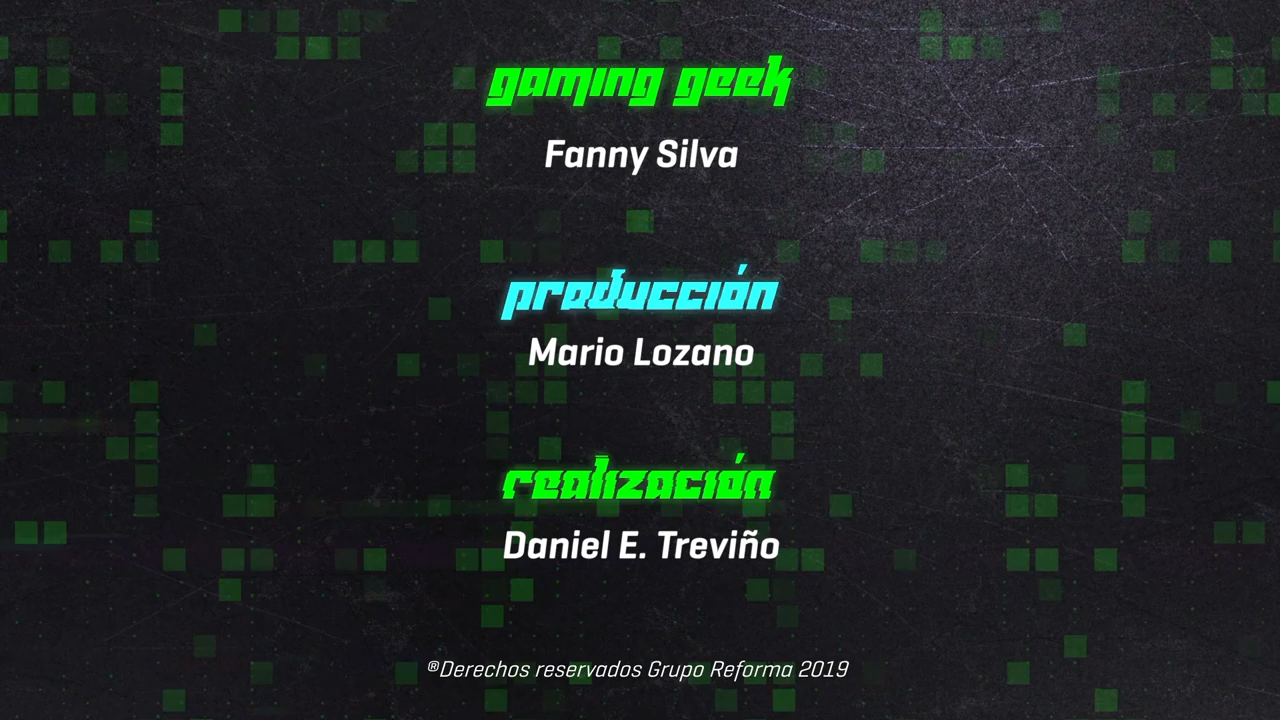 gaming geek
Fanny Silva
producción
Mario Lozano
realización
Daniel E. Treviño
®Derechos reservados Grupo Reforma 2019